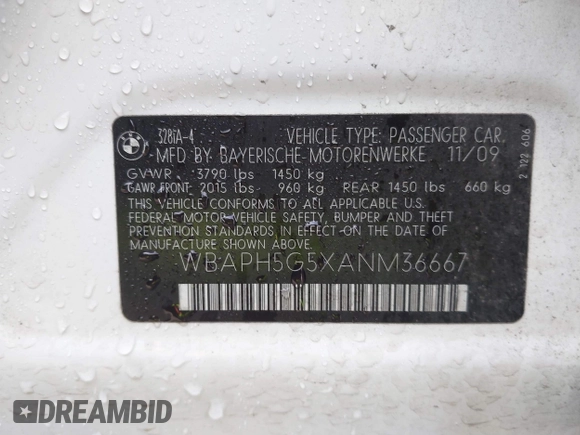 328iA-4 VEHICLE TYPE: PASSENGER CAR.
MFD. BY BAYERISCHE-MOTORENWERKE. 11/09
GVWR. 3790 lbs 1450 kg
GAWR FRONT: 2015 lbs 960 kg REAR 1450 lbs 660 kg
THIS VEHICLE CONFORMS TO ALL APPLICABLE U.S.
FEDERAL MOTOR VEHICLE SAFETY, BUMPER AND THEFT
PREVENTION STANDARDS IN EFFECT ON THE DATE OF
MANUFACTURE SHOWN ABOVE.
WBAPH5G5XANM36667
2 122 606
DREAMBID